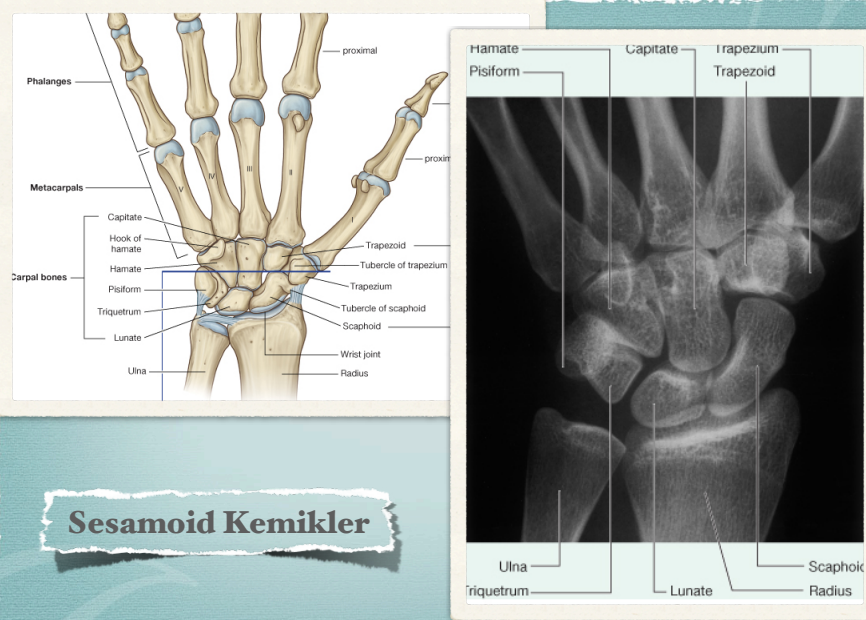 proximal
Phalanges
proxim
Metacarpals
V
IV
III
II
I
Capitate
Hook of
hamate
Hamate
Carpal bones
Pisiform
Triquetrum
Lunate
Ulna
Trapezoid
Tubercle of trapezium
Trapezium
Tubercle of scaphoid
Scaphoid
Wrist joint
Radius
Hamate
Capitate
Trapezium
Pisiform
Trapezoid
Ulna
Scaphoid
Triquetrum
Lunate
Radius
Sesamoid Kemikler